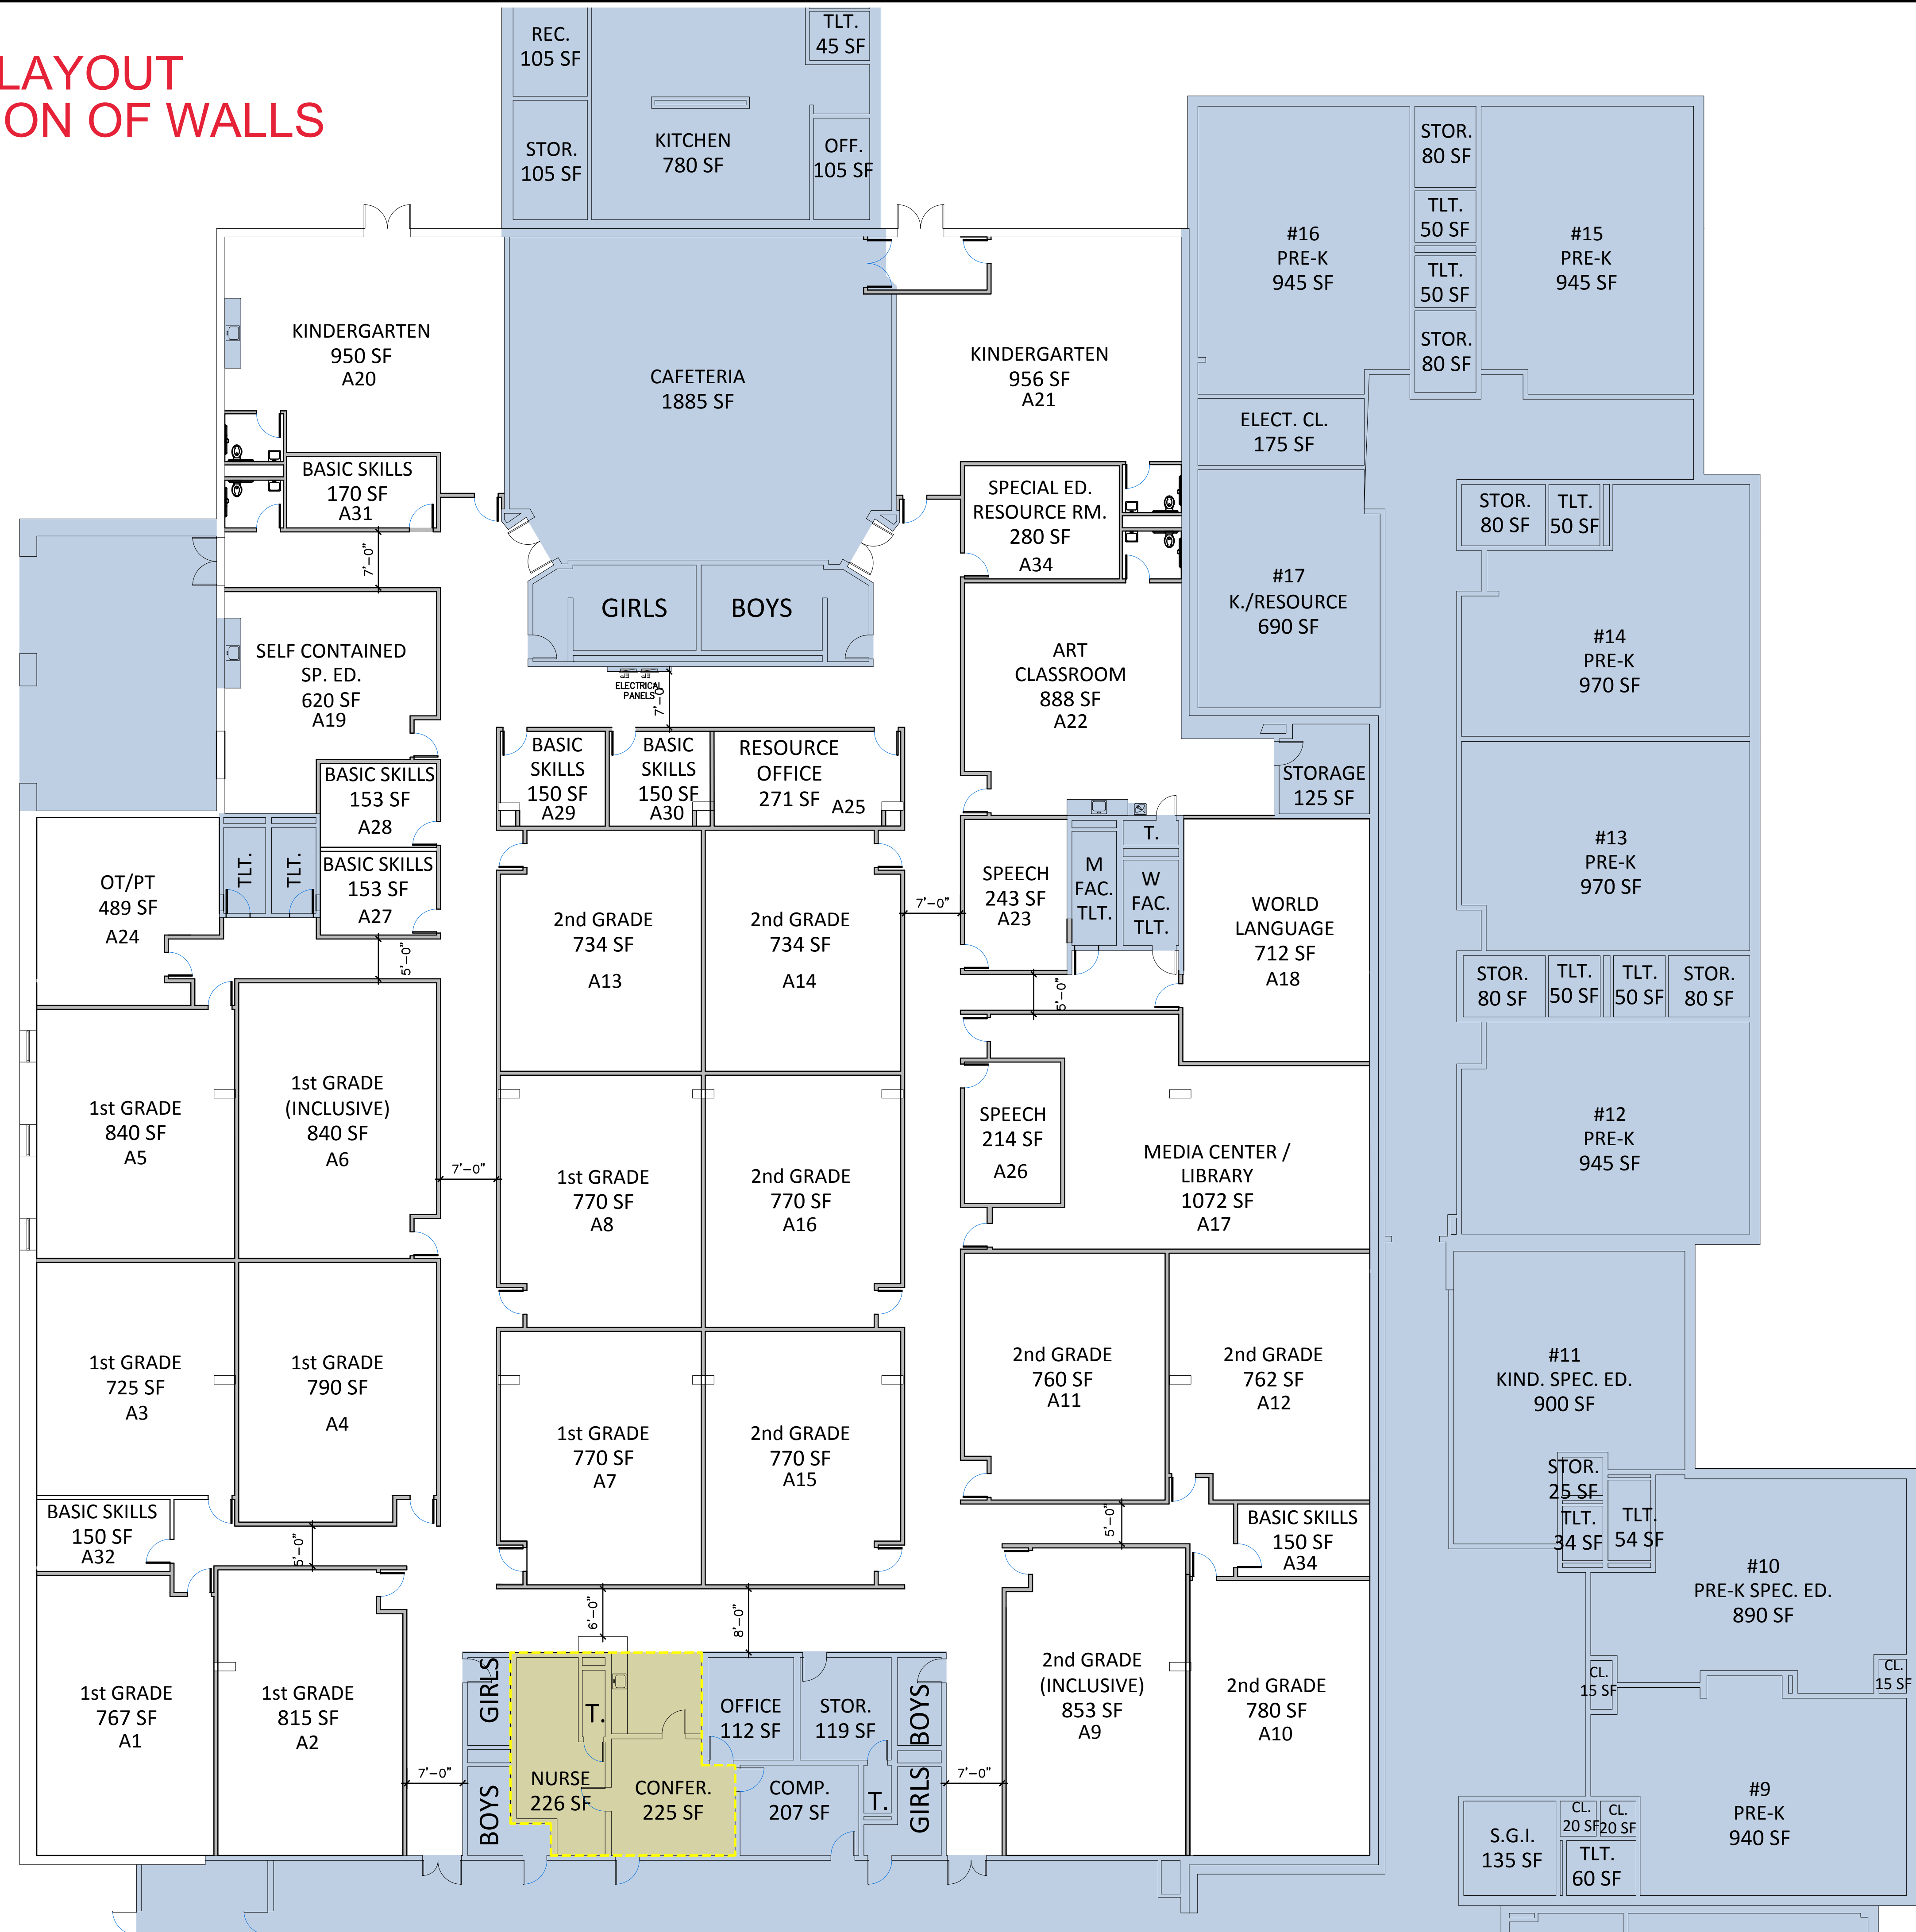 LAYOUT
ON OF WALLS
REC.
105 SF
TLT.
45 SF
STOR.
105 SF
KITCHEN
780 SF
OFF.
105 SF
#16
PRE-K
945 SF
STOR.
80 SF
TLT.
50 SF
TLT.
50 SF
STOR.
80 SF
#15
PRE-K
945 SF
KINDERGARTEN
950 SF
A20
CAFETERIA
1885 SF
KINDERGARTEN
956 SF
A21
ELECT. CL.
175 SF
BASIC SKILLS
170 SF
A31
SPECIAL ED.
RESOURCE RM.
280 SF
A34
STOR.
80 SF
TLT.
50 SF
7'-0"
#17
K./RESOURCE
690 SF
GIRLS
BOYS
#14
PRE-K
970 SF
SELF CONTAINED
SP. ED.
620 SF
A19
ELECTRICAL
PANELS
7'-0"
ART
CLASSROOM
888 SF
A22
BASIC
SKILLS
150 SF
A29
BASIC
SKILLS
150 SF
A30
RESOURCE
OFFICE
271 SF
A25
STORAGE
125 SF
BASIC SKILLS
153 SF
A28
TLT.
TLT.
BASIC SKILLS
153 SF
A27
OT/PT
489 SF
A24
2nd GRADE
734 SF
A13
2nd GRADE
734 SF
A14
7'-0"
SPEECH
243 SF
A23
M
FAC.
TLT.
T.
W
FAC.
TLT.
WORLD
LANGUAGE
712 SF
A18
#13
PRE-K
970 SF
5'-0"
5'-0"
STOR.
80 SF
TLT.
50 SF
TLT.
50 SF
STOR.
80 SF
1st GRADE
840 SF
A5
1st GRADE
(INCLUSIVE)
840 SF
A6
7'-0"
1st GRADE
770 SF
A8
2nd GRADE
770 SF
A16
SPEECH
214 SF
A26
MEDIA CENTER /
LIBRARY
1072 SF
A17
#12
PRE-K
945 SF
1st GRADE
725 SF
A3
1st GRADE
790 SF
A4
1st GRADE
770 SF
A7
2nd GRADE
770 SF
A15
2nd GRADE
760 SF
A11
2nd GRADE
762 SF
A12
#11
KIND. SPEC. ED.
900 SF
STOR.
25 SF
TLT.
34 SF
TLT.
54 SF
BASIC SKILLS
150 SF
A32
5'-0"
5'-0"
BASIC SKILLS
150 SF
A34
#10
PRE-K SPEC. ED.
890 SF
6'-0"
8'-0"
1st GRADE
767 SF
A1
1st GRADE
815 SF
A2
7'-0"
GIRLS
BOYS
T.
NURSE
226 SF
CONFER.
225 SF
OFFICE
112 SF
STOR.
119 SF
COMP.
207 SF
T.
BOYS
GIRLS
7'-0"
2nd GRADE
(INCLUSIVE)
853 SF
A9
2nd GRADE
780 SF
A10
CL.
15 SF
CL.
15 SF
#9
PRE-K
940 SF
S.G.I.
135 SF
CL.
20 SF
CL.
20 SF
TLT.
60 SF